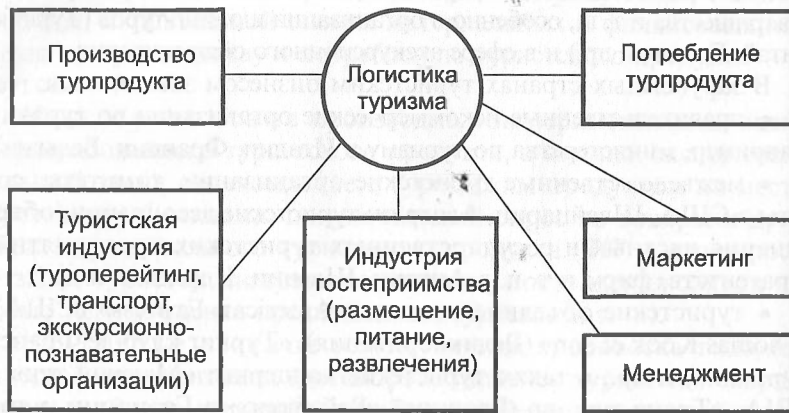 Производство
турпродукта
Логистика
туризма
Потребление
турпродукта
Туристская
индустрия
(туроперейтинг,
транспорт,
экскурсионно-
познавательные
организации)
Индустрия
гостеприимства
(размещение,
питание,
развлечения)
Маркетинг
Менеджмент